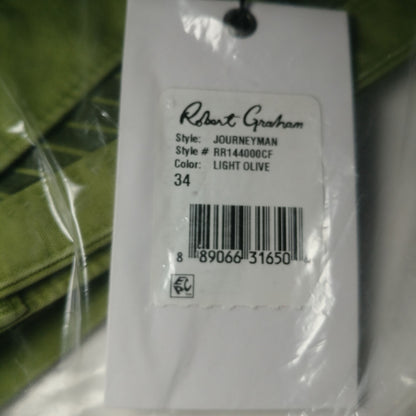 Robert Graham
Style: JOURNEYMAN
Style # RR144000CF
Color: LIGHT OLIVE
34
8 89066 31650